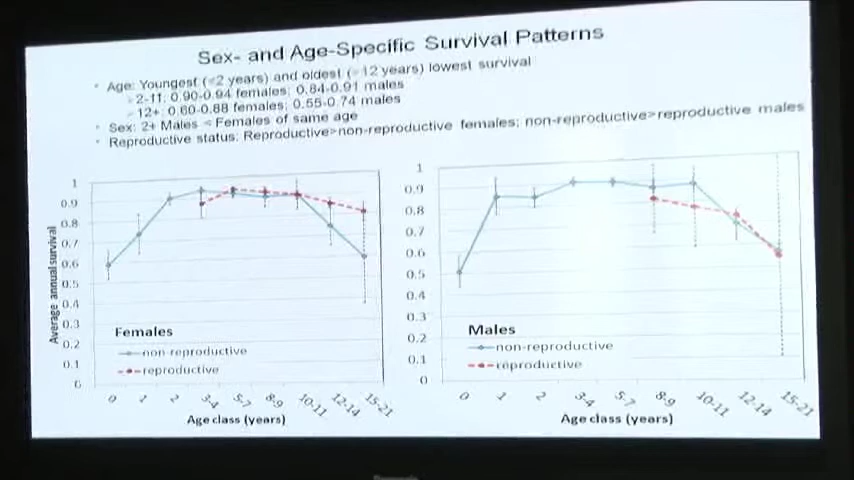 Sex- and Age-Specific Survival Patterns
Age: Youngest (<2 years) and oldest (>12 years) lowest survival
2-11: 0.90-0.94 females; 0.84-0.91 males
12+: 0.60-0.88 females; 0.55-0.74 males
Sex: 2+ Males < Females of same age
Reproductive status: Reproductive>non-reproductive females; non-reproductive>reproductive males
Average annual survival
1
0.9
0.8
0.7
0.6
0.5
0.4
0.3
0.2
0.1
0
Females
non-reproductive
reproductive
0 1 2 3-4 5-7 8-9 10-11 12-14 15-21
Age class (years)
1
0.9
0.8
0.7
0.6
0.5
0.4
0.3
0.2
0.1
0
Males
non-reproductive
reproductive
0 1 2 3-4 5-7 8-9 10-11 12-14 15-21
Age class (years)